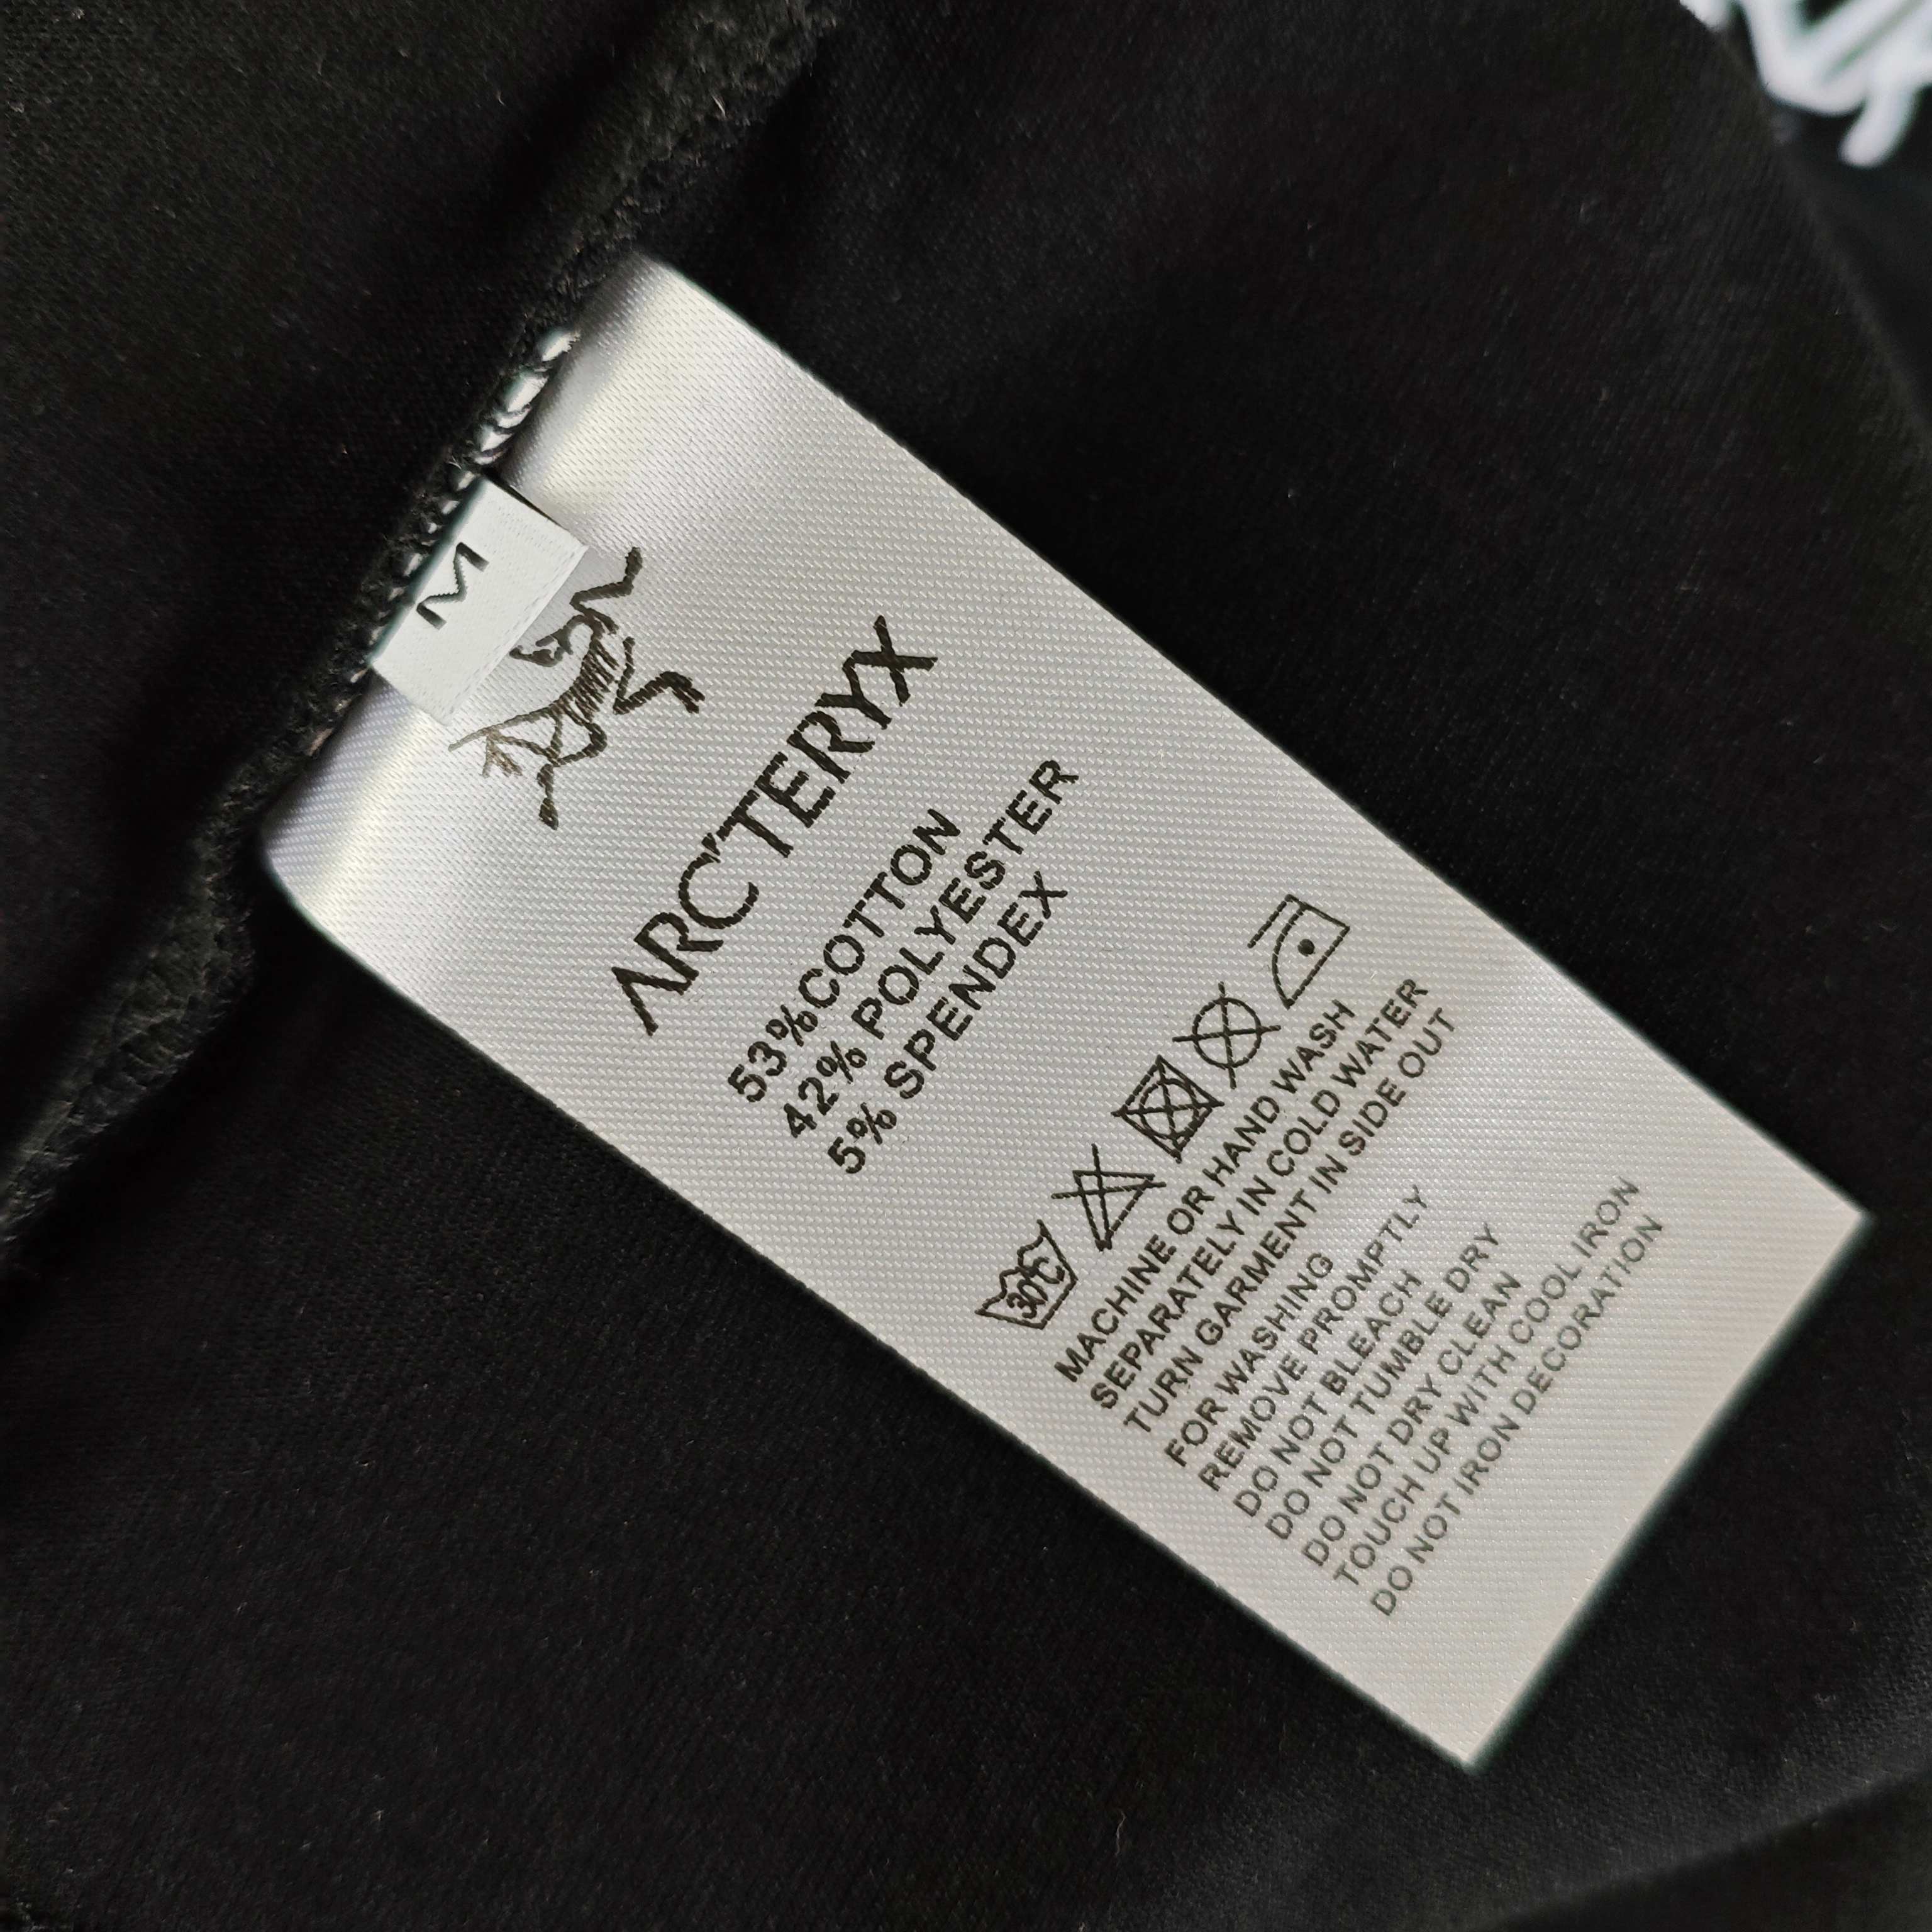 M
ARC'TERYX
53%COTTON
42% POLYESTER
5% SPENDEX
30℃
MACHINE OR HAND WASH
SEPARATELY IN COLD WATER
TURN GARMENT IN SIDE OUT
FOR WASHING
REMOVE PROMPTLY
DO NOT BLEACH
DO NOT TUMBLE DRY
DO NOT DRY CLEAN
TOUCH UP WITH COOL IRON
DO NOT IRON DECORATION